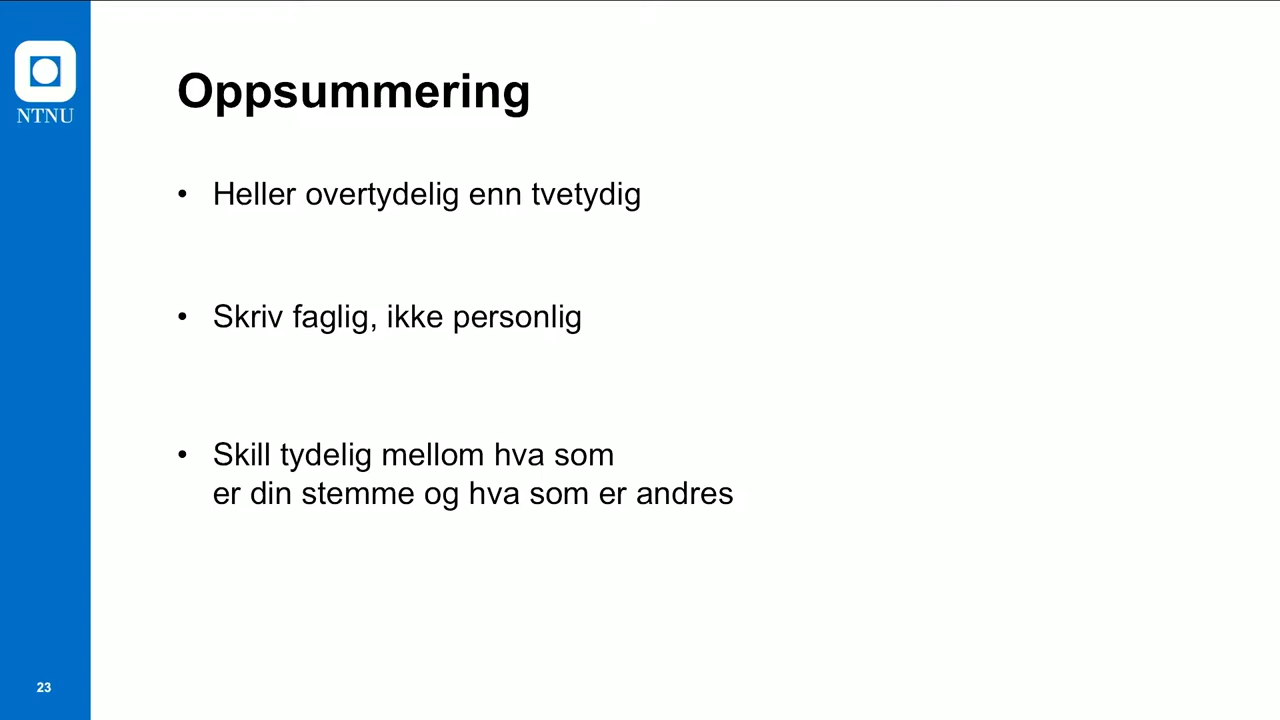 NTNU
Oppsummering
• Heller overtydelig enn tvetydig
• Skriv faglig, ikke personlig
• Skill tydelig mellom hva som
er din stemme og hva som er andres
23